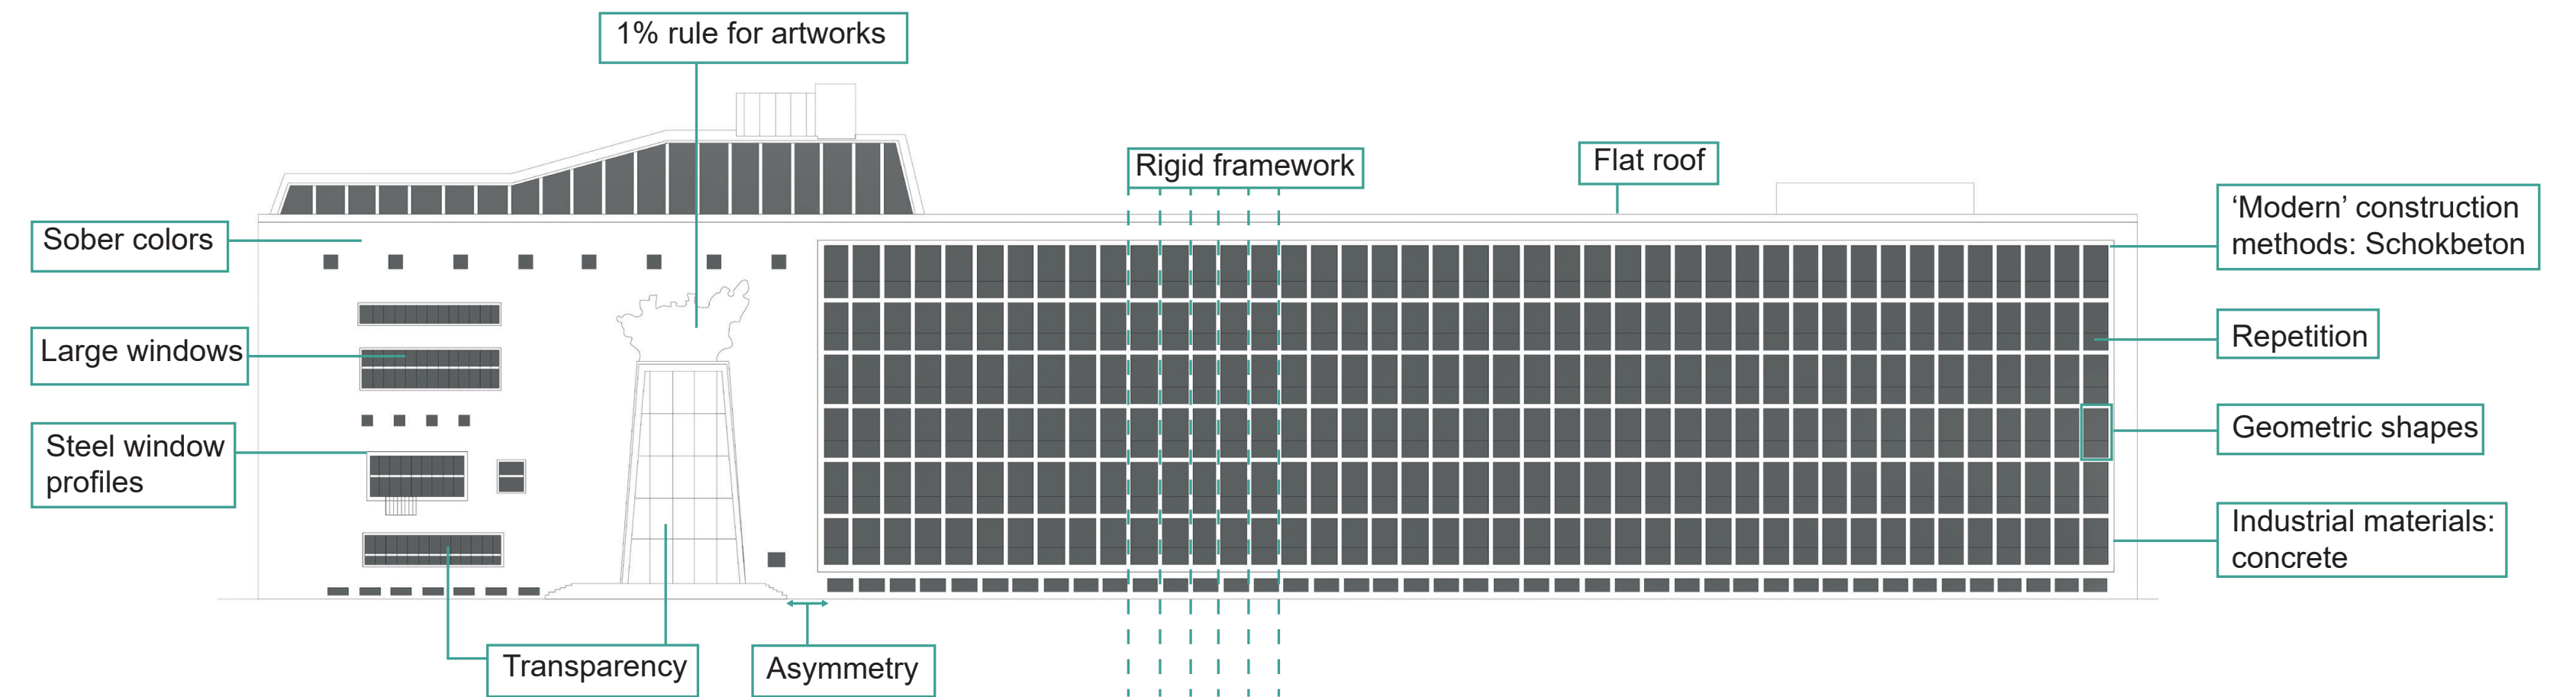 1% rule for artworks
Rigid framework
Flat roof
‘Modern’ construction
methods: Schokbeton
Sober colors
Repetition
Large windows
Geometric shapes
Steel window
profiles
Industrial materials:
concrete
Transparency
Asymmetry